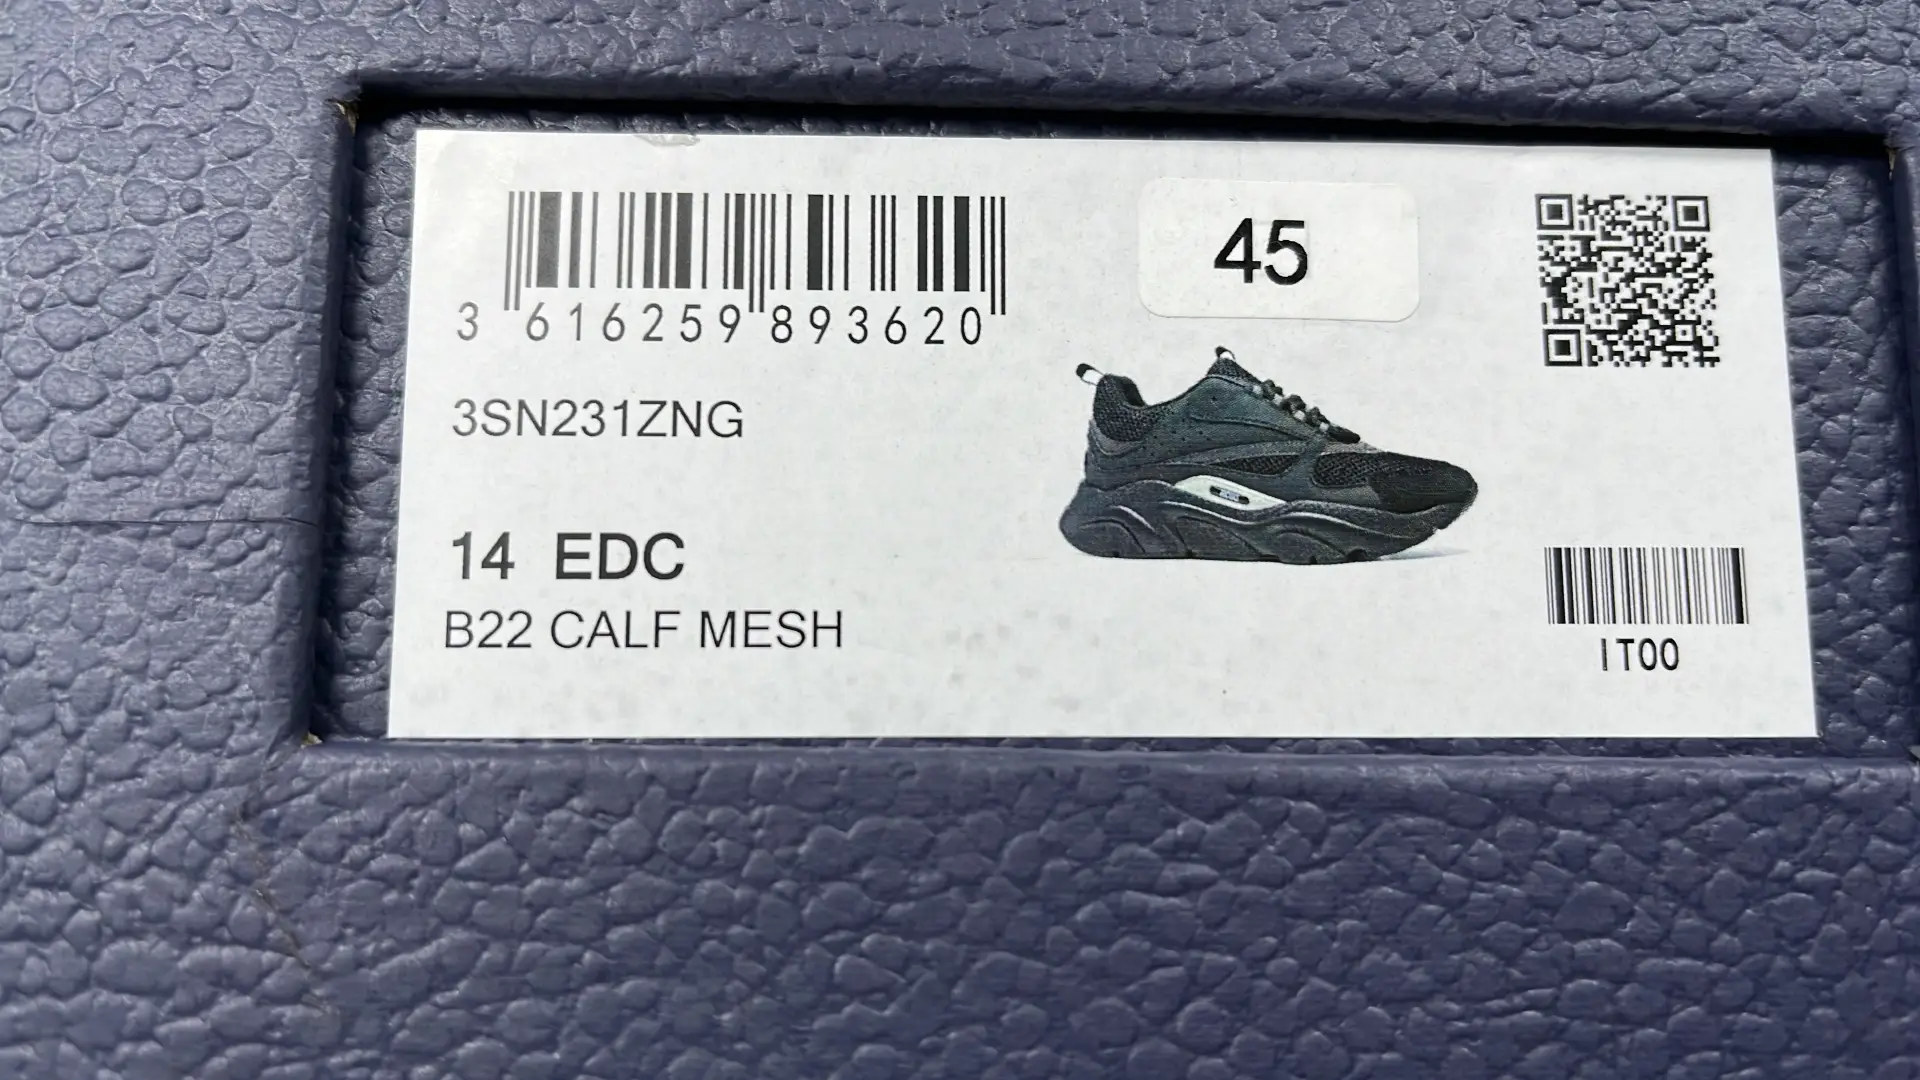 3 616259 893620
45
3SN231ZNG
14 EDC
B22 CALF MESH
IT00